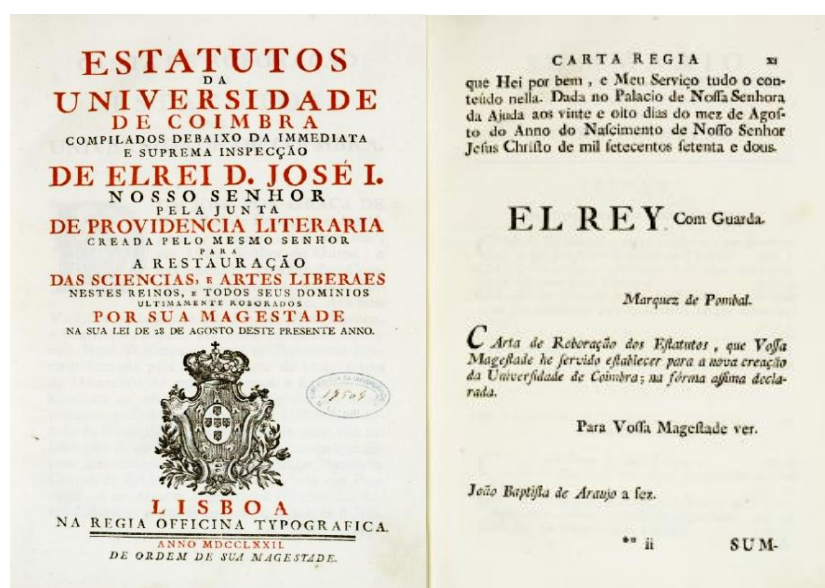 ESTATUTOS
DA
UNIVERSIDADE
DE COIMBRA
COMPILADOS DEBAIXO DA IMMEDIATA
E SUPREMA INSPECÇÃO
DE ELREI D. JOSÉ I.
NOSSO SENHOR
PELA JUNTA
DE PROVIDENCIA LITERARIA
CREADA PELO MESMO SENHOR
PARA
A RESTAURAÇÃO
DAS SCIENCIAS, E ARTES LIBERAES
NESTES REINOS, E TODOS SEUS DOMINIOS
ULTIMAMENTE ROBORADOS
POR SUA MAGESTADE
NA SUA LEI DE 28 DE AGOSTO DESTE PRESENTE ANNO.
LISBOA
NA REGIA OFFICINA TYPOGRAFICA.
ANNO MDCCLXXII.
DE ORDEM DE SUA MAGESTADE.
CARTA REGIA XI
que Hei por bem, e Meu Serviço tudo o con-
teúdo nella. Dada no Palacio de Noſſa Senhora
da Ajuda aos vinte e oito dias do mez de Agoſ-
to do Anno do Naſcimento de Noſſo Senhor
Jeſus Chriſto de mil ſetecentos ſetenta e dous.
EL REY Com Guarda.
Marquez de Pombal.
CArta de Roboração dos Eſtatutos, que Voſſa
Mageſtade he ſervido eſtablecer para a nova creação
da Univerſidade de Coimbra; na fórma aſſima decla-
rada.
Para Voſſa Mageſtade ver.
João Baptiſta de Araujo a fez.
** ii SUM-